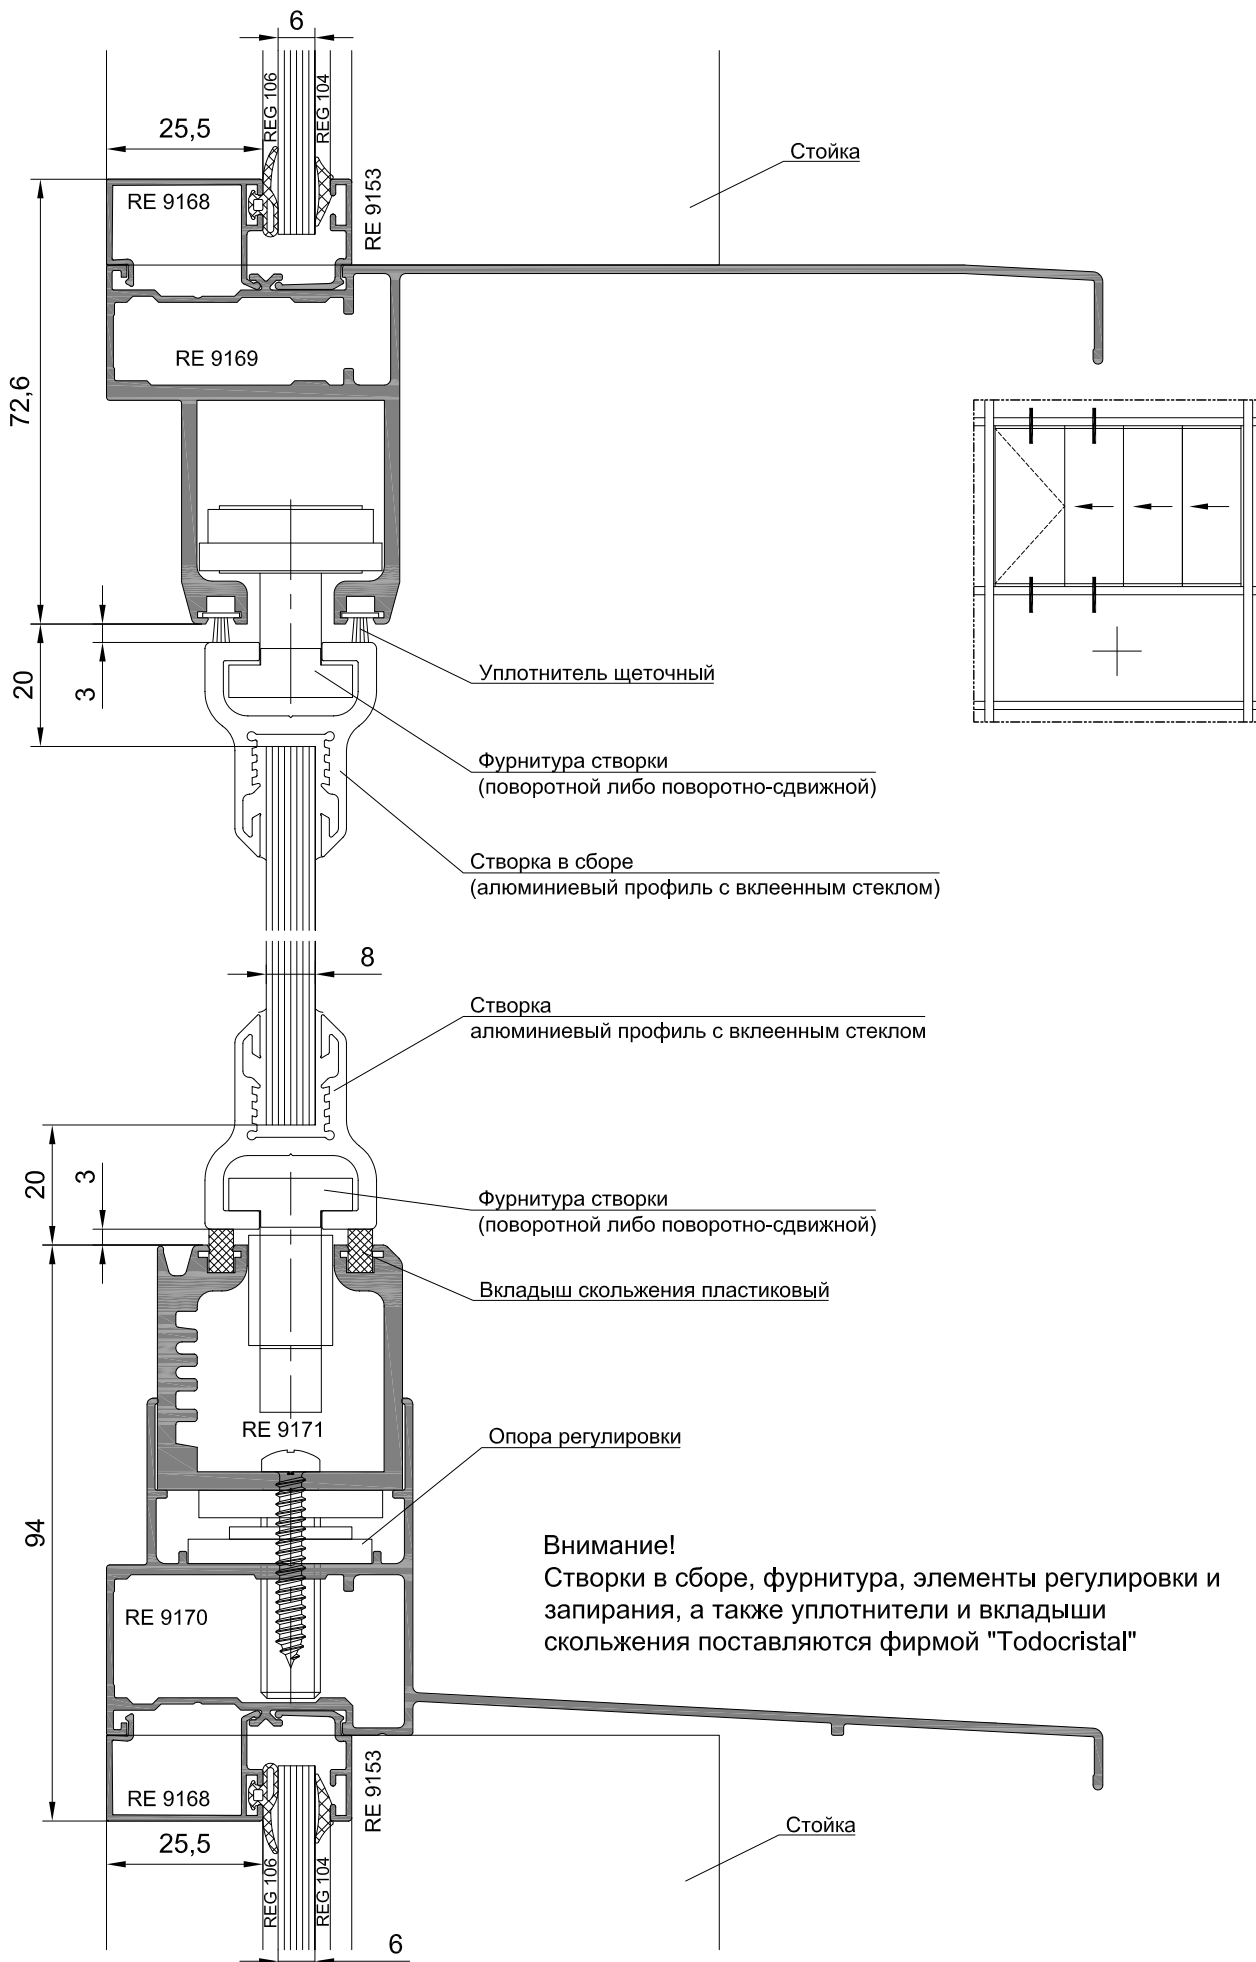 6
REG 106
REG 104
25,5
Стойка
RE 9168
RE 9153
RE 9169
72,6
20
3
Уплотнитель щеточный
Фурнитура створки
(поворотной либо поворотно-сдвижной)
Створка в сборе
(алюминиевый профиль с вклеенным стеклом)
8
Створка
алюминиевый профиль с вклеенным стеклом
20
3
Фурнитура створки
(поворотной либо поворотно-сдвижной)
Вкладыш скольжения пластиковый
RE 9171
Опора регулировки
94
Внимание!
Створки в сборе, фурнитура, элементы регулировки и
запирания, а также уплотнители и вкладыши
скольжения поставляются фирмой "Todocristal"
RE 9170
RE 9168
RE 9153
Стойка
25,5
REG 106
REG 104
6